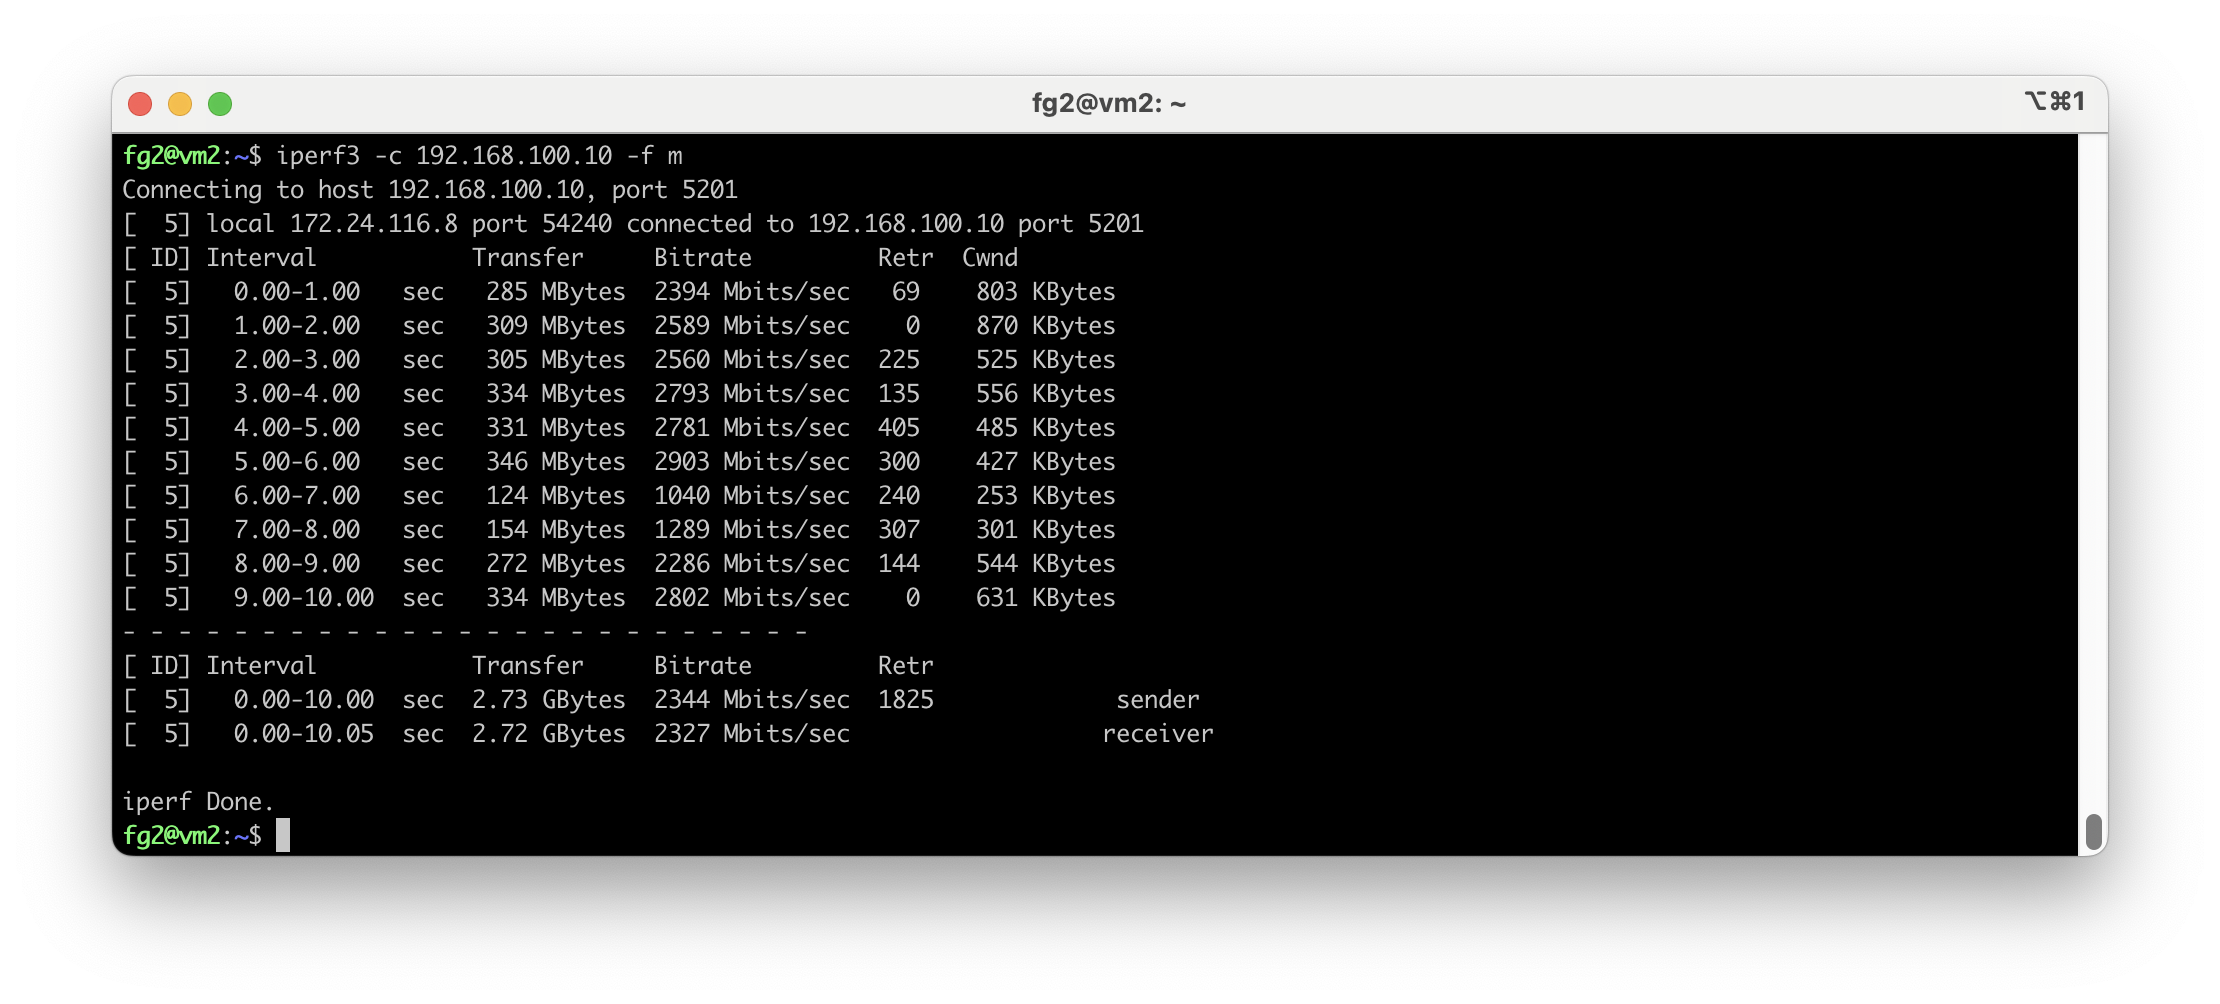 fg2@vm2: ~
⌥⌘1
fg2@vm2:~$ iperf3 -c 192.168.100.10 -f m
Connecting to host 192.168.100.10, port 5201
[  5] local 172.24.116.8 port 54240 connected to 192.168.100.10 port 5201
[ ID] Interval           Transfer     Bitrate         Retr  Cwnd
[  5]   0.00-1.00   sec   285 MBytes  2394 Mbits/sec   69    803 KBytes
[  5]   1.00-2.00   sec   309 MBytes  2589 Mbits/sec    0    870 KBytes
[  5]   2.00-3.00   sec   305 MBytes  2560 Mbits/sec  225    525 KBytes
[  5]   3.00-4.00   sec   334 MBytes  2793 Mbits/sec  135    556 KBytes
[  5]   4.00-5.00   sec   331 MBytes  2781 Mbits/sec  405    485 KBytes
[  5]   5.00-6.00   sec   346 MBytes  2903 Mbits/sec  300    427 KBytes
[  5]   6.00-7.00   sec   124 MBytes  1040 Mbits/sec  240    253 KBytes
[  5]   7.00-8.00   sec   154 MBytes  1289 Mbits/sec  307    301 KBytes
[  5]   8.00-9.00   sec   272 MBytes  2286 Mbits/sec  144    544 KBytes
[  5]   9.00-10.00  sec   334 MBytes  2802 Mbits/sec    0    631 KBytes
- - - - - - - - - - - - - - - - - - - - - - - - -
[ ID] Interval           Transfer     Bitrate         Retr
[  5]   0.00-10.00  sec  2.73 GBytes  2344 Mbits/sec  1825             sender
[  5]   0.00-10.05  sec  2.72 GBytes  2327 Mbits/sec                  receiver
iperf Done.
fg2@vm2:~$